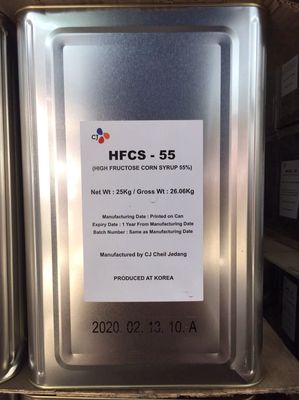 CJ
HFCS - 55
(HIGH FRUCTOSE CORN SYRUP 55%)
Net Wt : 25Kg / Gross Wt : 26.06Kg
Manufacturing Date : Printed on Can
Expiry Date : 1 Year From Manufacturing Date
Batch Number : Same as Manufacturing Date
Manufactured by CJ Cheil Jedang
PRODUCED AT KOREA
2020. 02. 13. 10. A